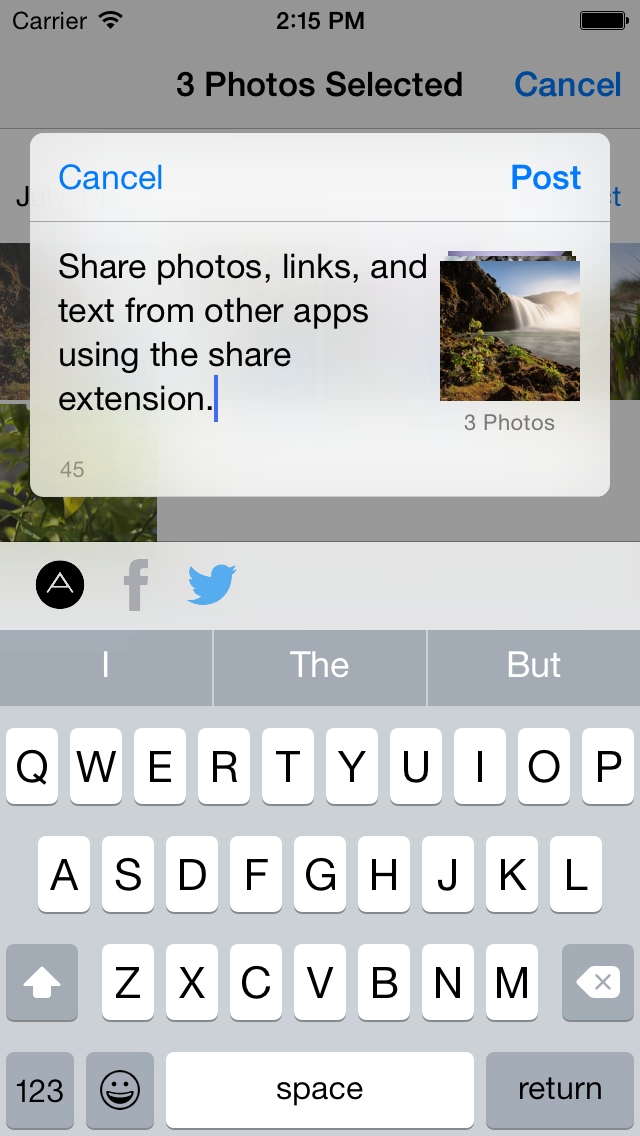 Carrier 2:15 PM
3 Photos Selected Cancel
Cancel Post
Share photos, links, and
text from other apps
using the share
extension.
3 Photos
45
I The But
Q W E R T Y U I O P
A S D F G H J K L
Z X C V B N M
123 space return